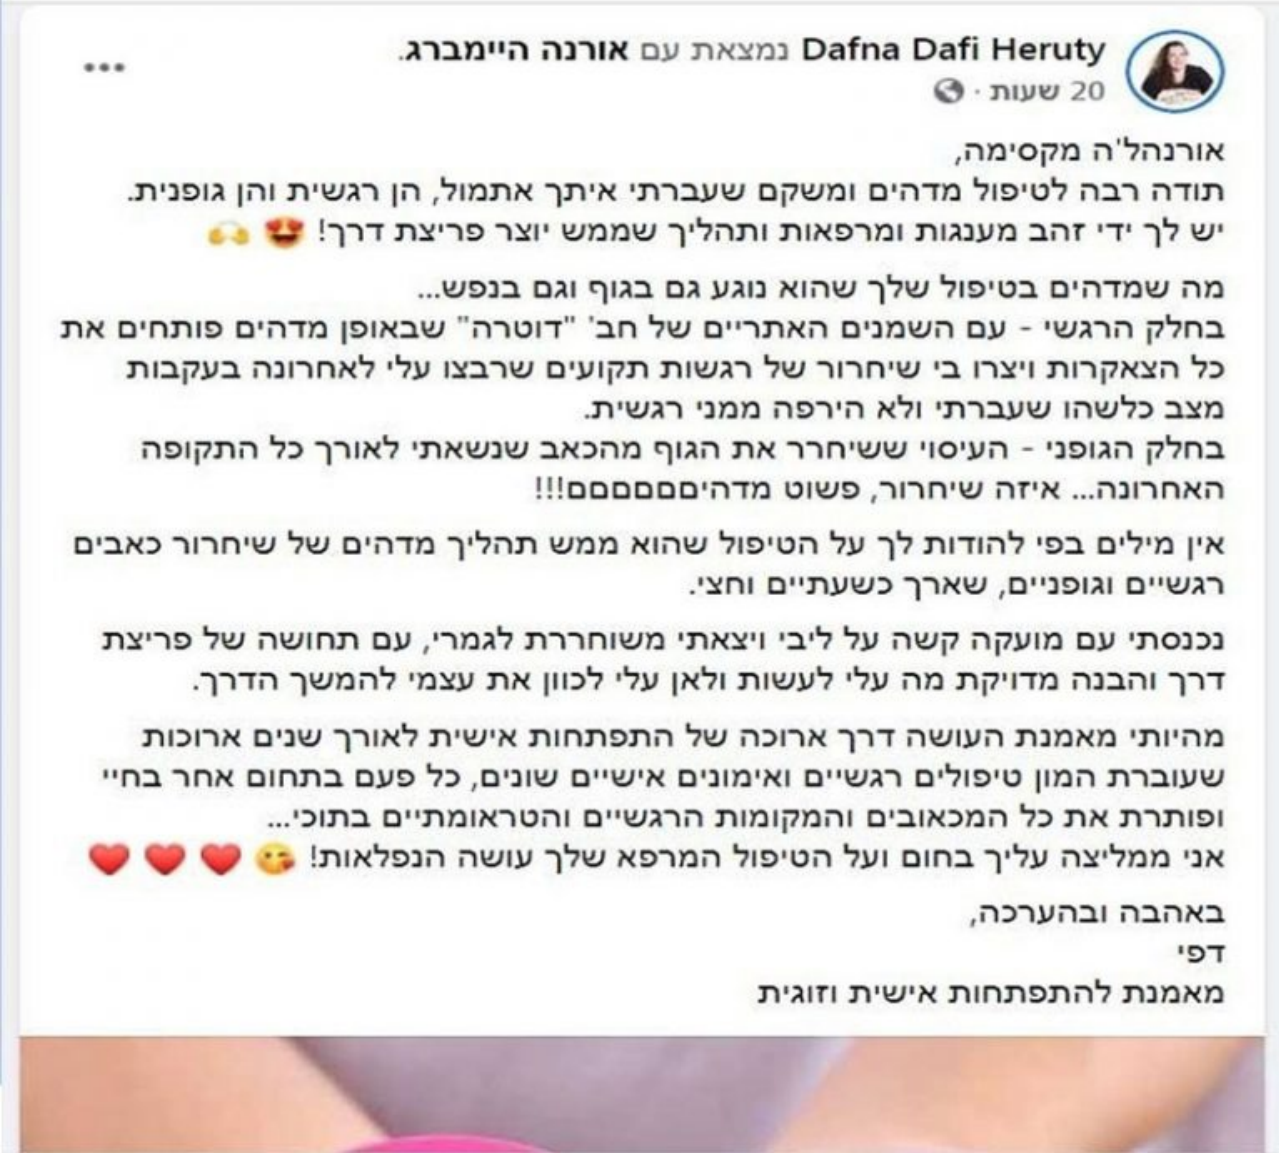 Dafna Dafi Heruty נמצאת עם אורנה היימברג.
20 שעות ·
אורנהל'ה מקסימה,
תודה רבה לטיפול מדהים ומשקם שעברתי איתך אתמול, הן רגשית והן גופנית.
יש לך ידי זהב מענגות ומרפאות ותהליך שממש יוצר פריצת דרך! 😍 🙌
מה שמדהים בטיפול שלך שהוא נוגע גם בגוף וגם בנפש...
בחלק הרגשי - עם השמנים האתריים של חב' "דוטרה" שבאופן מדהים פותחים את
כל הצאקרות ויצרו בי שיחרור של רגשות תקועים שרבצו עלי לאחרונה בעקבות
מצב כלשהו שעברתי ולא הירפה ממני רגשית.
בחלק הגופני - העיסוי ששיחרר את הגוף מהכאב שנשאתי לאורך כל התקופה
האחרונה... איזה שיחרור, פשוט מדהיםםםםםםם!!!
אין מילים בפי להודות לך על הטיפול שהוא ממש תהליך מדהים של שיחרור כאבים
רגשיים וגופניים, שארך כשעתיים וחצי.
נכנסתי עם מועקה קשה על ליבי ויצאתי משוחררת לגמרי, עם תחושה של פריצת
דרך והבנה מדויקת מה עלי לעשות ולאן עלי לכוון את עצמי להמשך הדרך.
מהיותי מאמנת העושה דרך ארוכה של התפתחות אישית לאורך שנים ארוכות
שעוברת המון טיפולים רגשיים ואימונים אישיים שונים, כל פעם בתחום אחר בחיי
ופותרת את כל המכאובים והמקומות הרגשיים והטראומתיים בתוכי...
אני ממליצה עליך בחום ועל הטיפול המרפא שלך עושה הנפלאות! 😘 ❤️ ❤️ ❤️
באהבה ובהערכה,
דפי
מאמנת להתפתחות אישית וזוגית